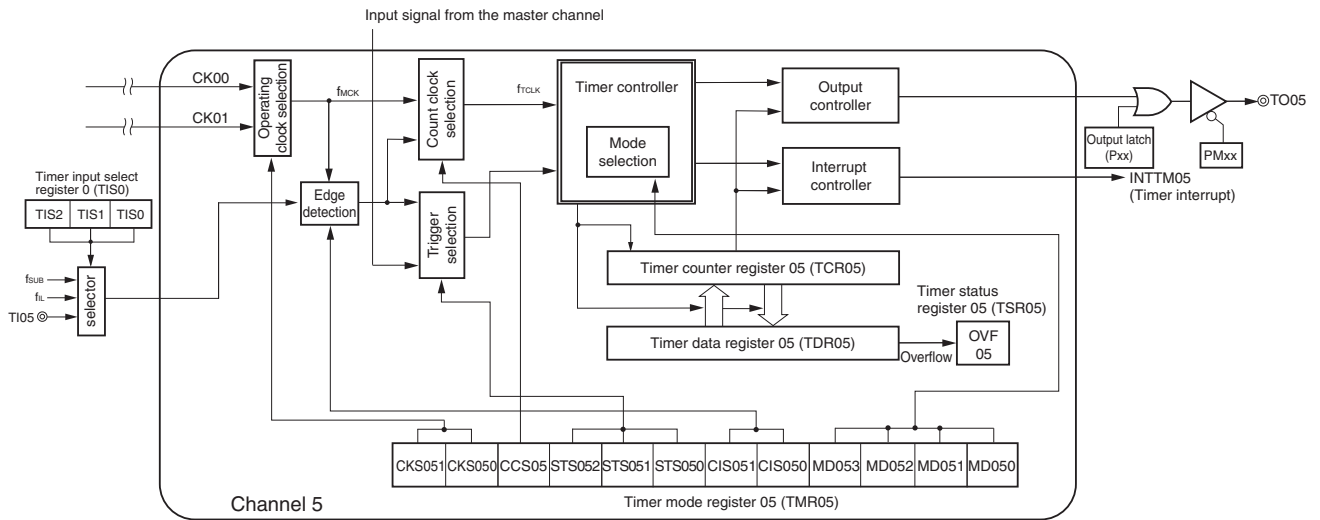 Input signal from the master channel
CK00
CK01
Operating
clock selection
fMCK
Count clock
selection
fTCLK
Timer controller
Mode
selection
Output
controller
Interrupt
controller
Output latch
(Pxx)
PMxx
TO05
INTTM05
(Timer interrupt)
Timer input select
register 0 (TIS0)
TIS2 TIS1 TIS0
Edge
detection
Trigger
selection
fSUB
fIL
TI05
selector
Timer counter register 05 (TCR05)
Timer status
register 05 (TSR05)
Timer data register 05 (TDR05)
Overflow
OVF
05
CKS051 CKS050 CCS05 STS052 STS051 STS050 CIS051 CIS050 MD053 MD052 MD051 MD050
Channel 5
Timer mode register 05 (TMR05)